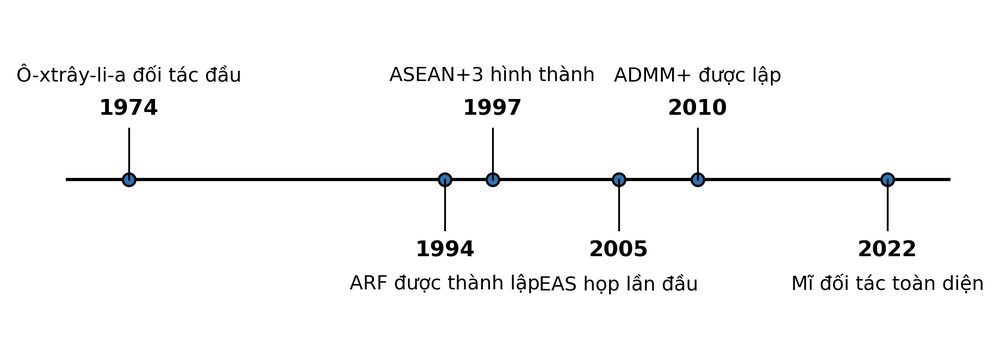 Ô-xtrây-li-a đối tác đầu
1974
ASEAN+3 hình thành
1997
ADMM+ được lập
2010
1994
ARF được thành lập
2005
EAS họp lần đầu
2022
Mĩ đối tác toàn diện